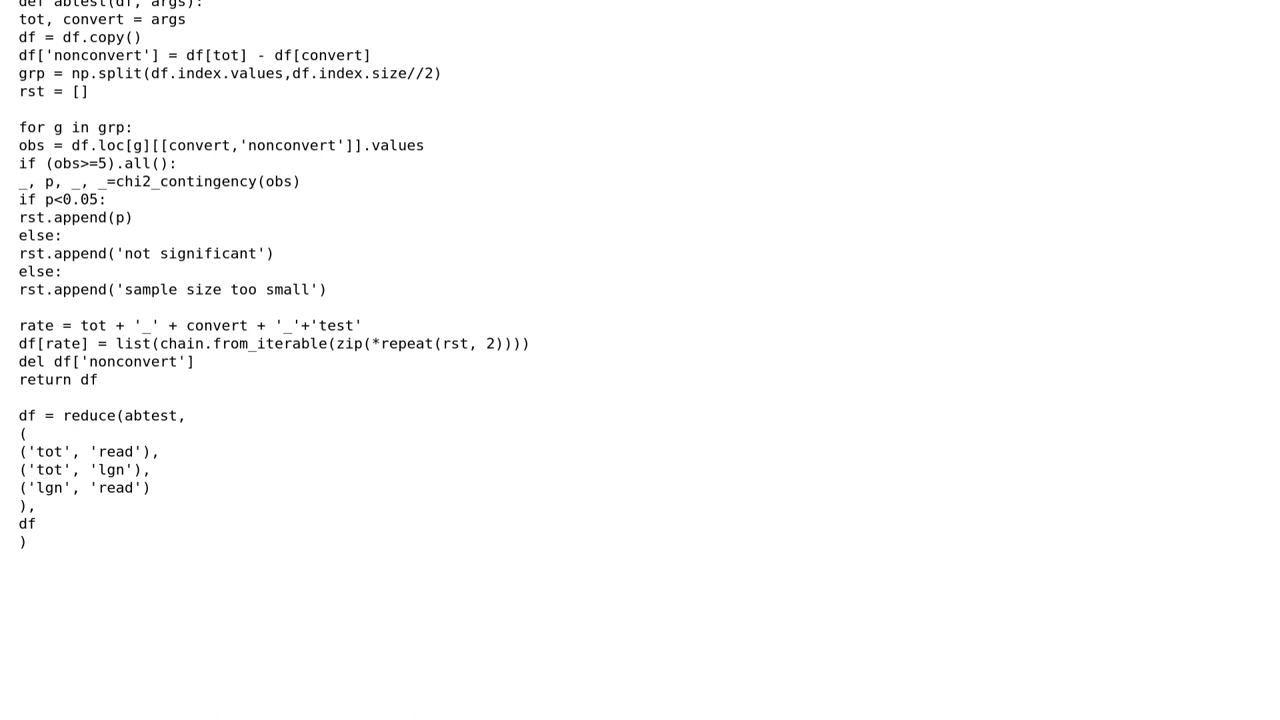 def abtest(df, args):
tot, convert = args
df = df.copy()
df['nonconvert'] = df[tot] - df[convert]
grp = np.split(df.index.values,df.index.size//2)
rst = []

for g in grp:
obs = df.loc[g][[convert,'nonconvert']].values
if (obs>=5).all():
_, p, _, _=chi2_contingency(obs)
if p<0.05:
rst.append(p)
else:
rst.append('not significant')
else:
rst.append('sample size too small')

rate = tot + '_' + convert + '_'+'test'
df[rate] = list(chain.from_iterable(zip(*repeat(rst, 2))))
del df['nonconvert']
return df

df = reduce(abtest,
(
('tot', 'read'),
('tot', 'lgn'),
('lgn', 'read')
),
df
)